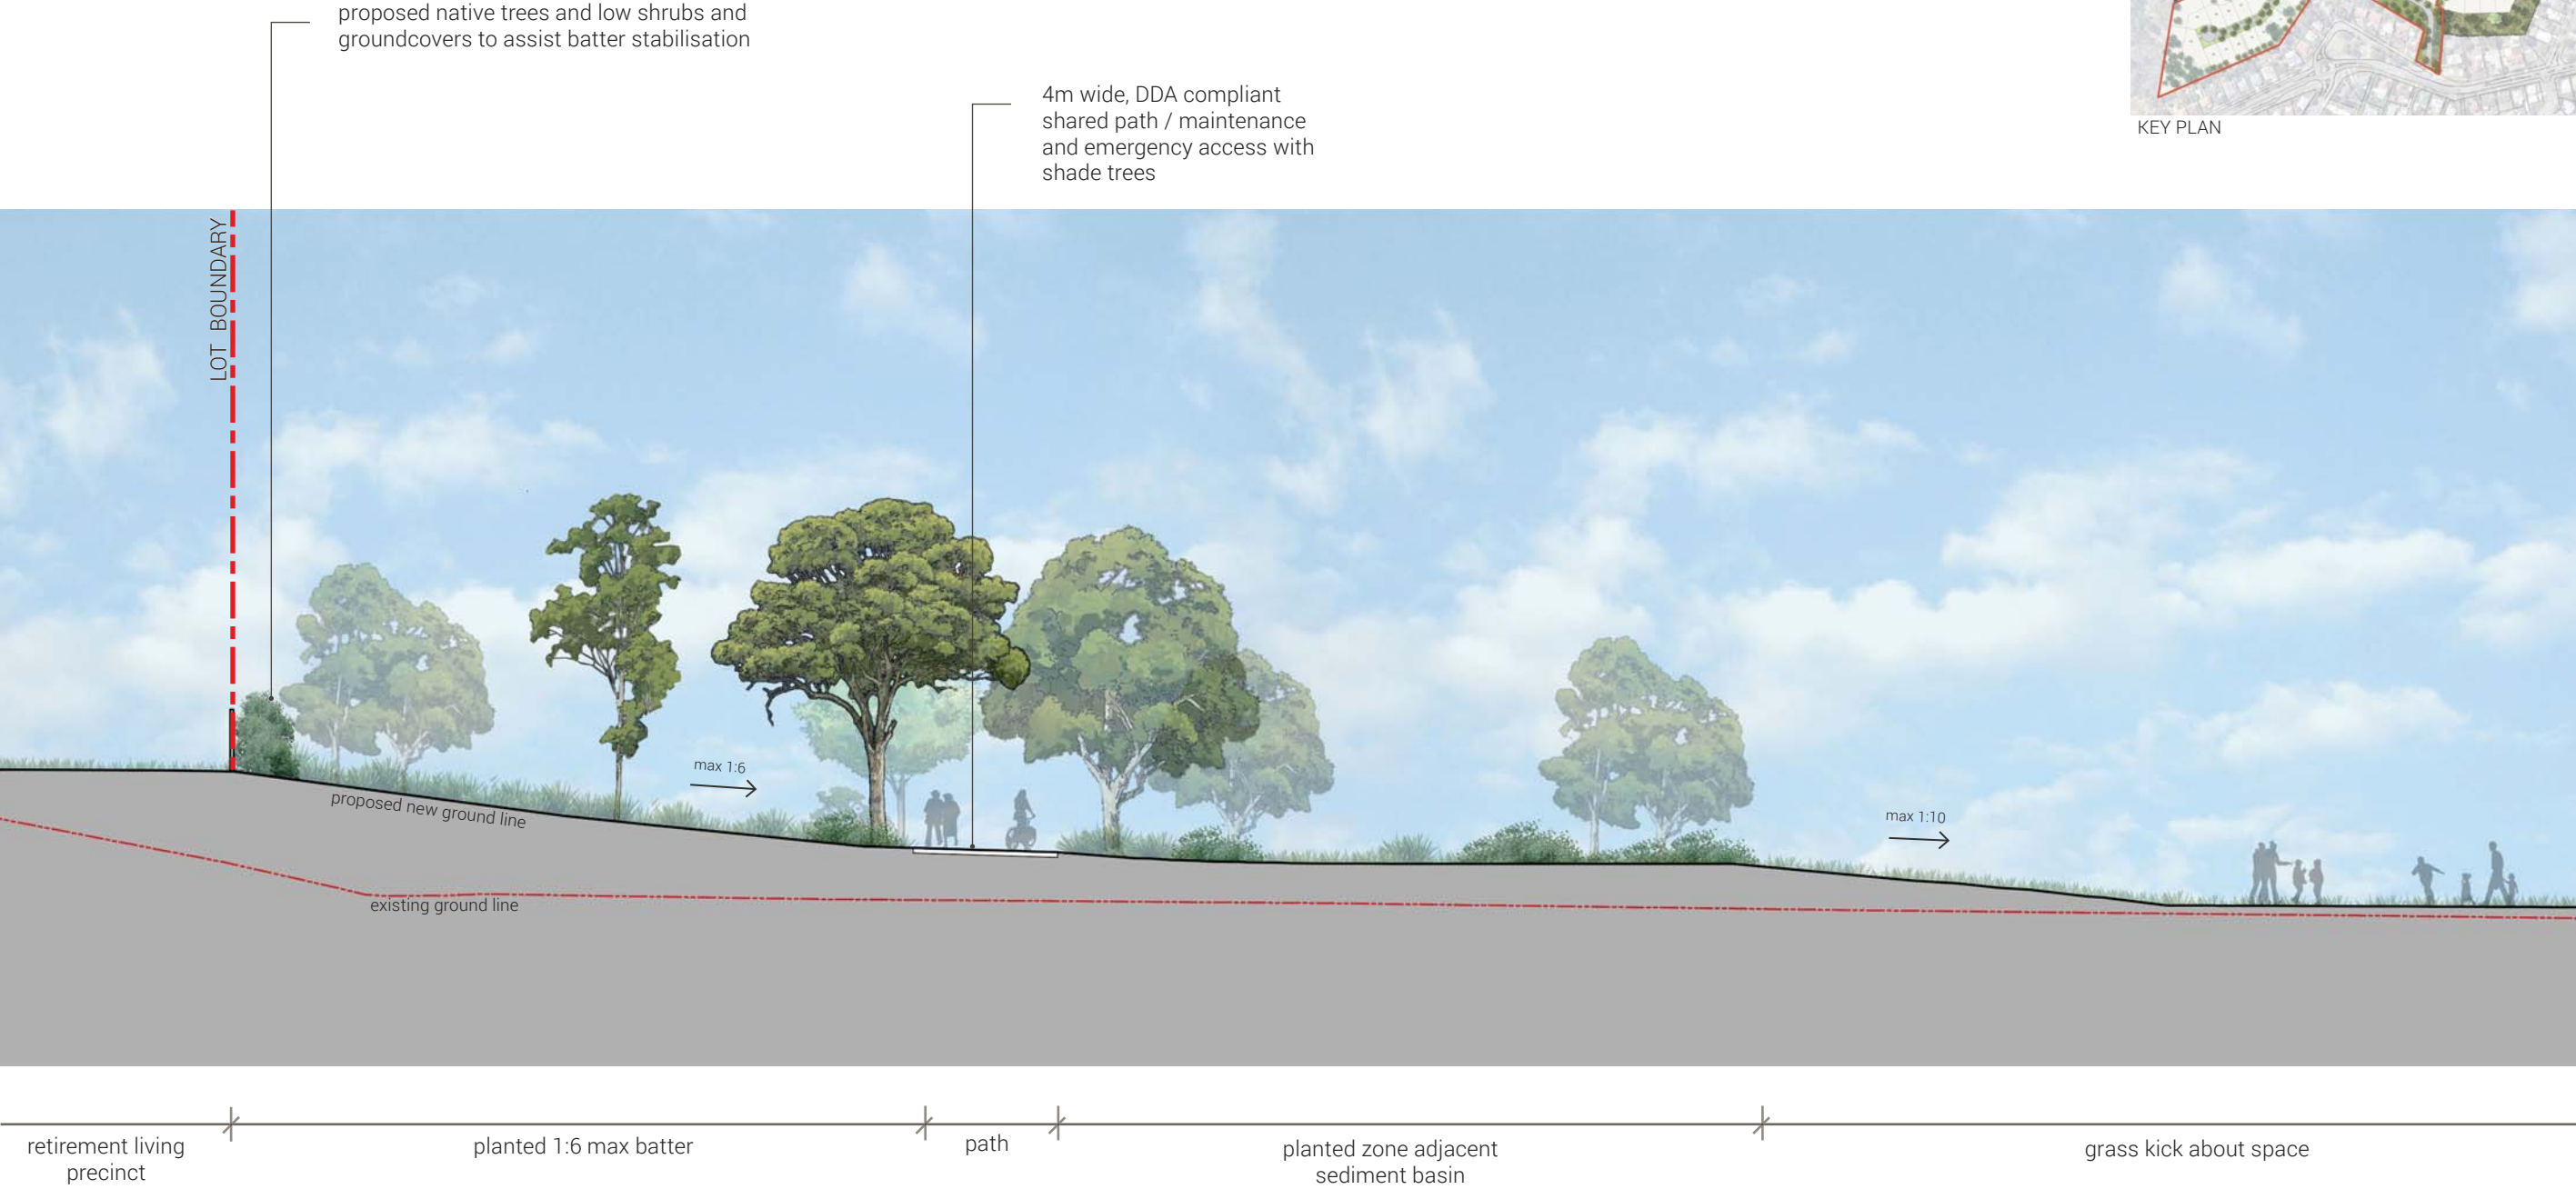 proposed native trees and low shrubs and
groundcovers to assist batter stabilisation
4m wide, DDA compliant
shared path / maintenance
and emergency access with
shade trees
KEY PLAN
LOT BOUNDARY
max 1:6
proposed new ground line
max 1:10
existing ground line
retirement living
precinct
planted 1:6 max batter
path
planted zone adjacent
sediment basin
grass kick about space